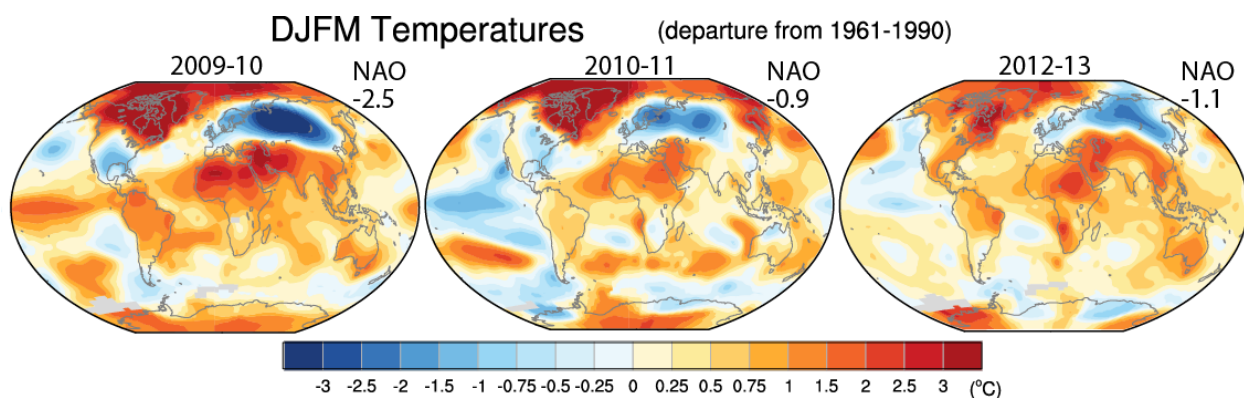 DJFM Temperatures (departure from 1961-1990)
2009-10 NAO -2.5
2010-11 NAO -0.9
2012-13 NAO -1.1
-3 -2.5 -2 -1.5 -1 -0.75 -0.5 -0.25 0 0.25 0.5 0.75 1 1.5 2 2.5 3 (ºC)